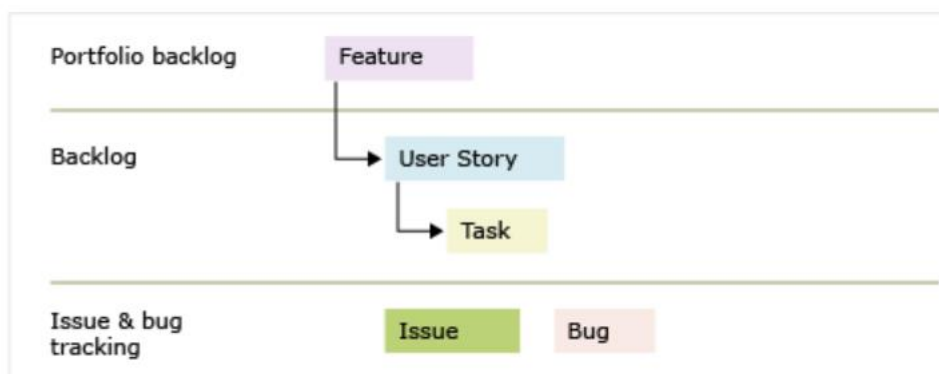 Portfolio backlog
Feature
Backlog
User Story
Task
Issue & bug
tracking
Issue
Bug